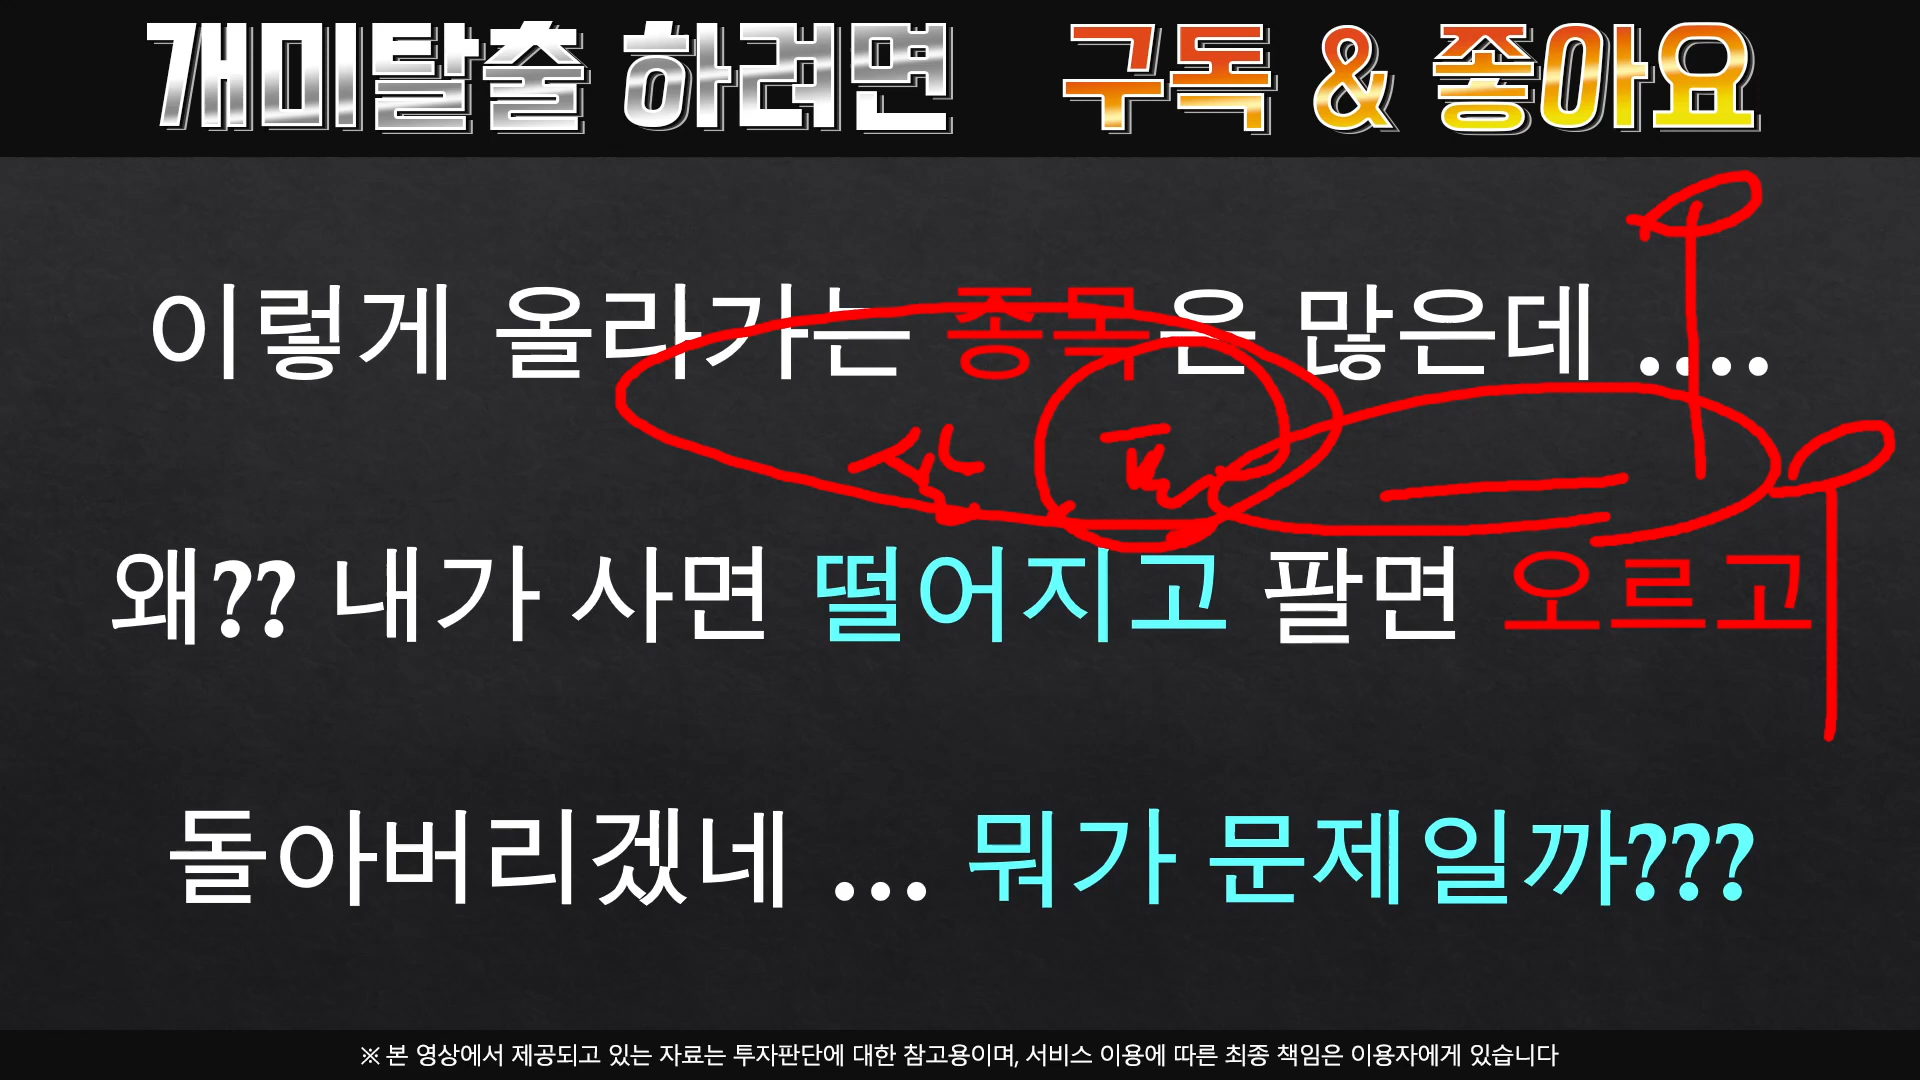 개미탈출 하려면 구독 & 좋아요
이렇게 올라가는 종목은 많은데 ....
왜?? 내가 사면 떨어지고 팔면 오르고
돌아버리겠네 ... 뭐가 문제일까???
※ 본 영상에서 제공되고 있는 자료는 투자판단에 대한 참고용이며, 서비스 이용에 따른 최종 책임은 이용자에게 있습니다